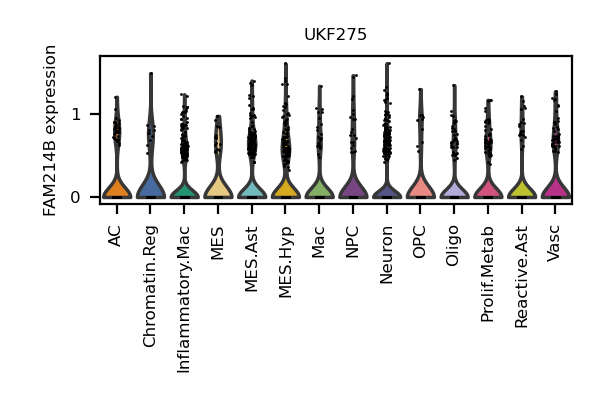 UKF275
FAM214B expression
1
0
AC
Chromatin.Reg
Inflammatory.Mac
MES
MES.Ast
MES.Hyp
Mac
NPC
Neuron
OPC
Oligo
Prolif.Metab
Reactive.Ast
Vasc